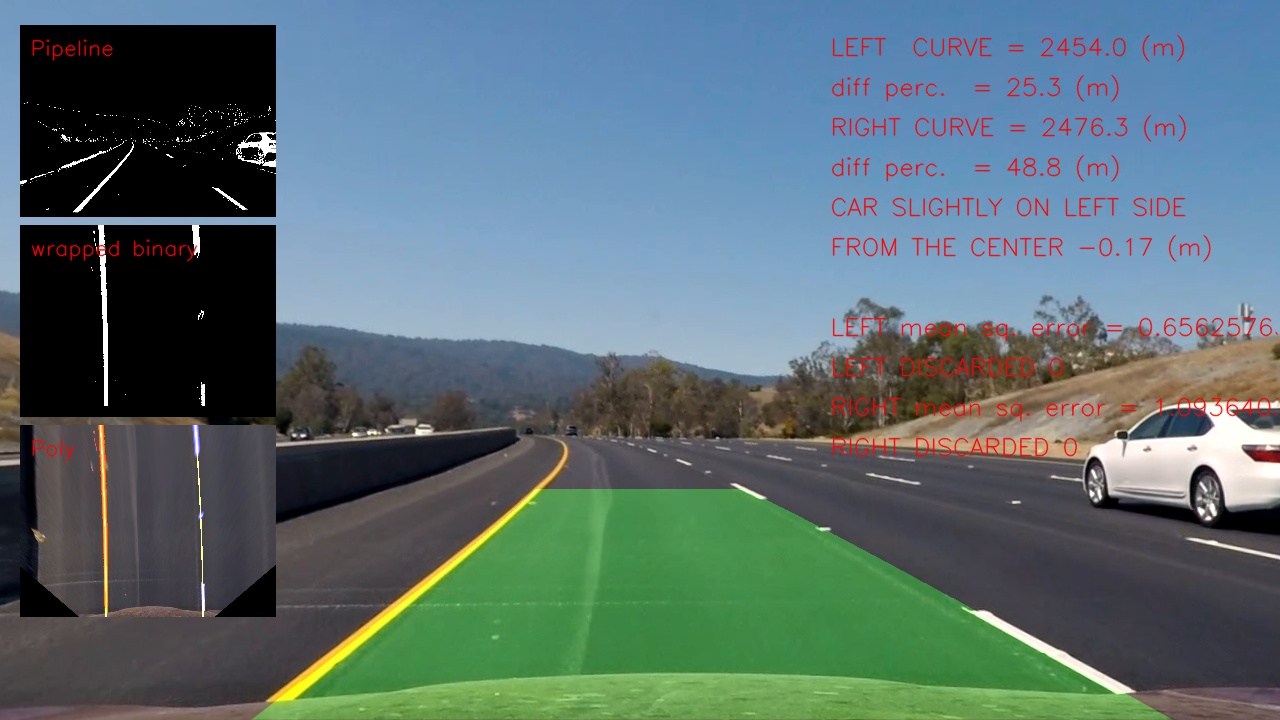 Pipeline
wrapped binary
Poly
LEFT CURVE = 2454.0 (m)
diff perc. = 25.3 (m)
RIGHT CURVE = 2476.3 (m)
diff perc. = 48.8 (m)
CAR SLIGHTLY ON LEFT SIDE
FROM THE CENTER -0.17 (m)
LEFT mean sq. error = 0.6562576
LEFT DISCARDED 0
RIGHT mean sq. error = 1.093640
RIGHT DISCARDED 0